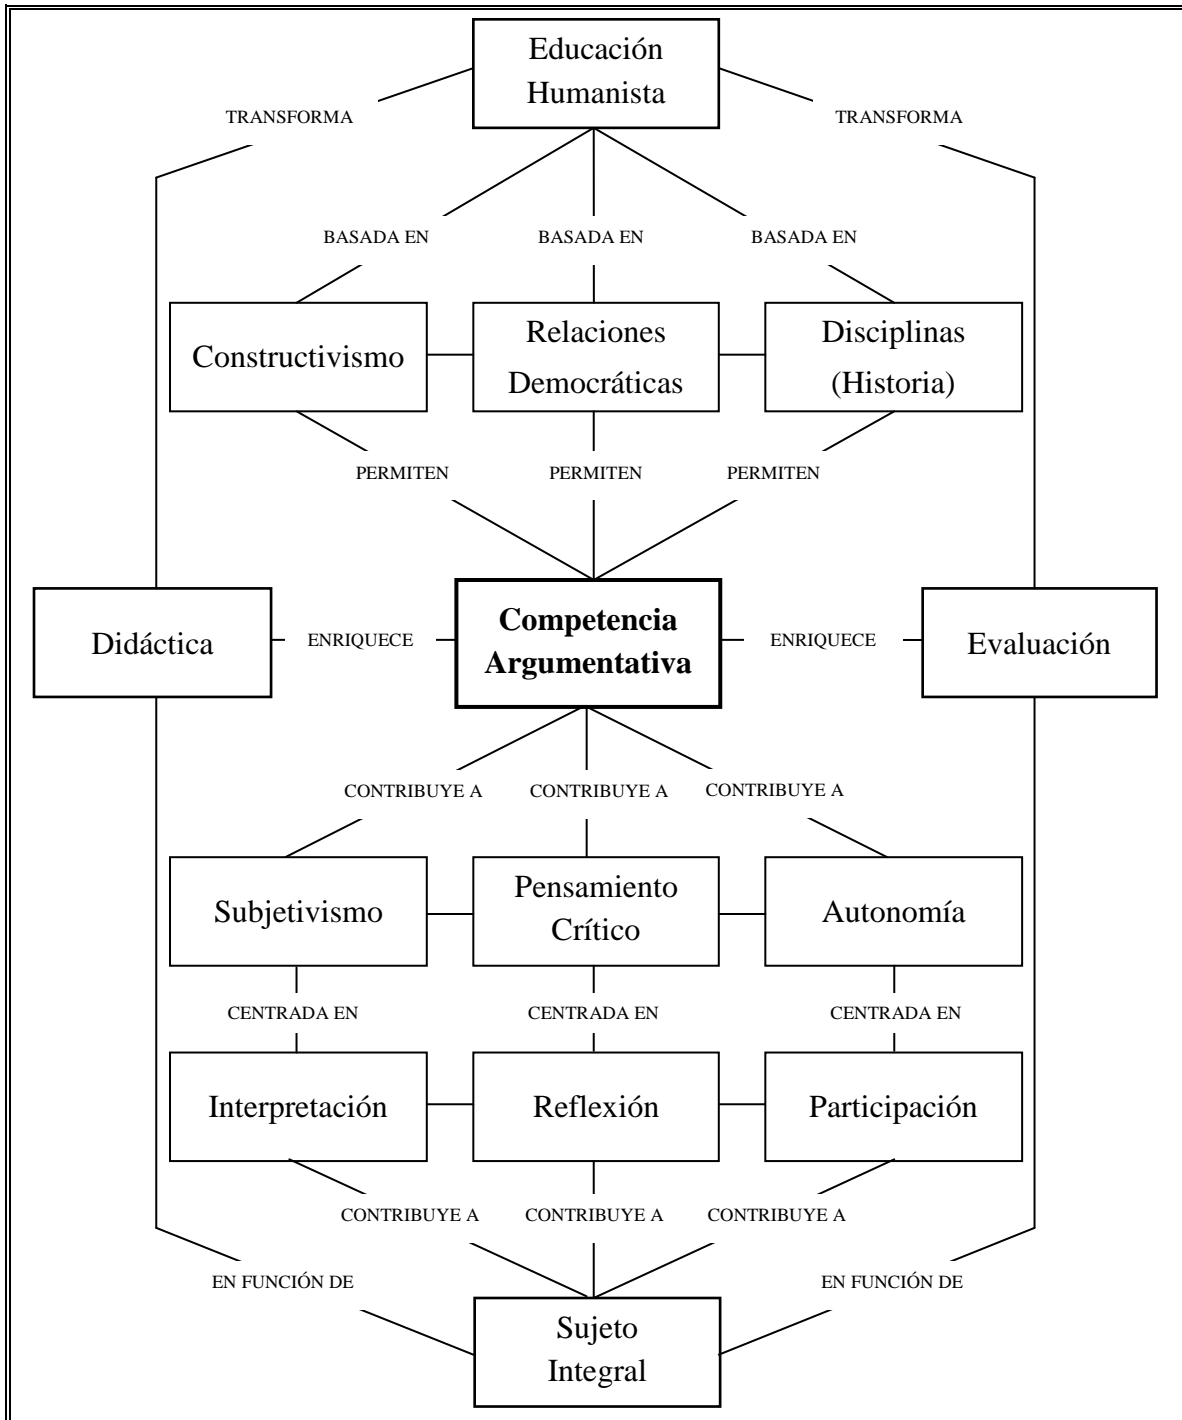 Educación
Humanista
TRANSFORMA
TRANSFORMA
BASADA EN
BASADA EN
BASADA EN
Constructivismo
Relaciones
Democráticas
Disciplinas
(Historia)
PERMITEN
PERMITEN
PERMITEN
Didáctica
ENRIQUECE
Competencia
Argumentativa
ENRIQUECE
Evaluación
CONTRIBUYE A
CONTRIBUYE A
CONTRIBUYE A
Subjetivismo
Pensamiento
Crítico
Autonomía
CENTRADA EN
CENTRADA EN
CENTRADA EN
Interpretación
Reflexión
Participación
CONTRIBUYE A
CONTRIBUYE A
CONTRIBUYE A
EN FUNCIÓN DE
EN FUNCIÓN DE
Sujeto
Integral